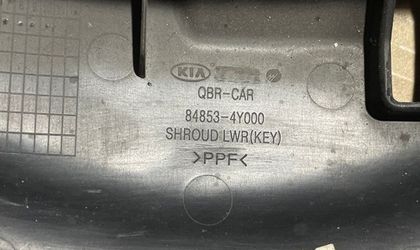 KIA
QBR-CAR
84853-4Y000
SHROUD LWR(KEY)
>PPF<